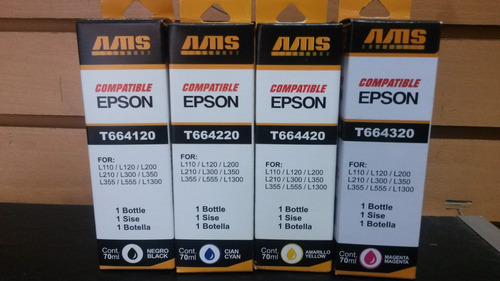 AMS
COMPATIBLE
EPSON
T664120
FOR:
L110 / L120 / L200
L210 / L300 / L350
L355 / L555 / L1300
1 Bottle
1 Sise
1 Botella
Cont.
70ml
NEGRO
BLACK
AMS
COMPATIBLE
EPSON
T664220
FOR:
L110 / L120 / L200
L210 / L300 / L350
L355 / L555 / L1300
1 Bottle
1 Sise
1 Botella
Cont.
70ml
CIAN
CYAN
AMS
COMPATIBLE
EPSON
T664420
FOR:
L110 / L120 / L200
L210 / L300 / L350
L355 / L555 / L1300
1 Bottle
1 Sise
1 Botella
Cont.
70ml
AMARILLO
YELLOW
AMS
COMPATIBLE
EPSON
T664320
FOR:
L110 / L120 / L200
L210 / L300 / L350
L355 / L555 / L1300
1 Bottle
1 Sise
1 Botella
Cont.
70ml
MAGENTA
MAGENTA